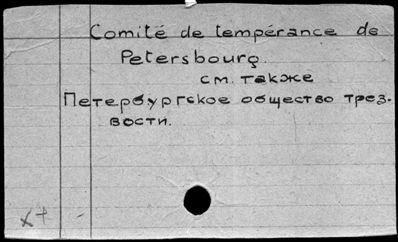 Comité de tempérance de
Petersbourg.
см. также
Петербургское общество трез-
вости.